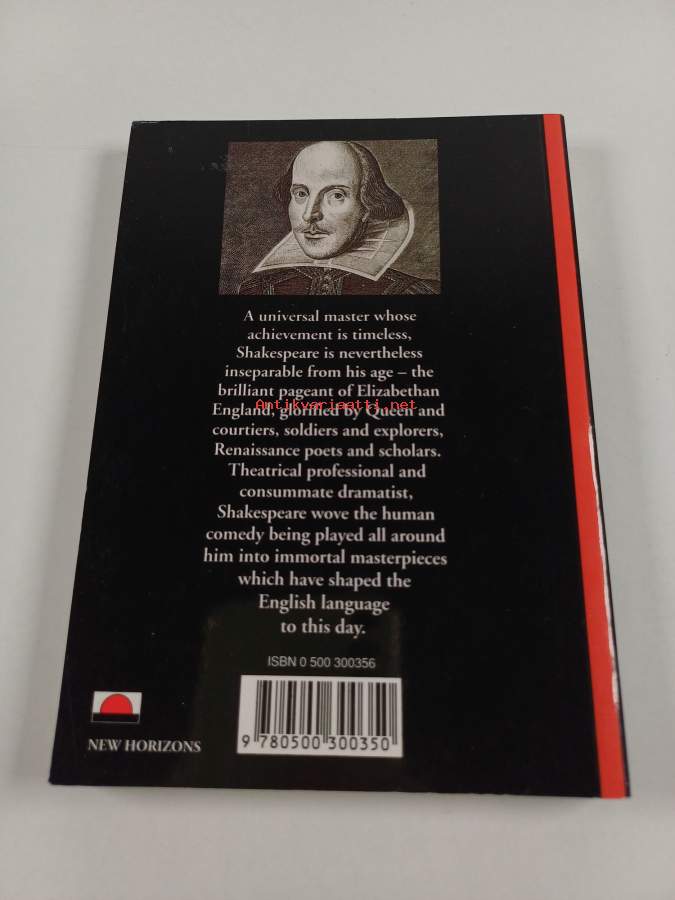 A universal master whose
achievement is timeless,
Shakespeare is nevertheless
inseparable from his age – the
brilliant pageant of Elizabethan
Antikvariaatti.net
England, glorified by Queen and
courtiers, soldiers and explorers,
Renaissance poets and scholars.
Theatrical professional and
consummate dramatist,
Shakespeare wove the human
comedy being played all around
him into immortal masterpieces
which have shaped the
English language
to this day.
ISBN 0 500 300356
9 780500 300350
NEW HORIZONS